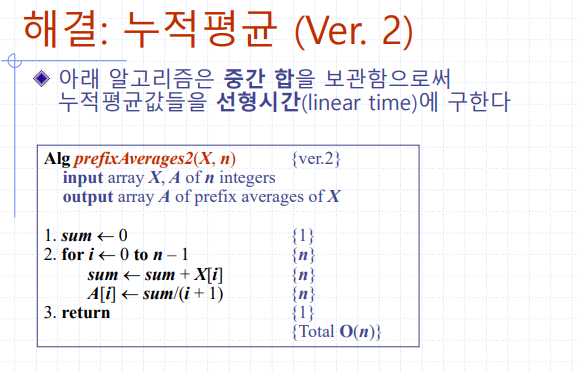 해결: 누적평균 (Ver. 2)
아래 알고리즘은 중간 합을 보관함으로써
누적평균값들을 선형시간(linear time)에 구한다
Alg prefixAverages2(X, n) {ver.2}
input array X, A of n integers
output array A of prefix averages of X
1. sum ← 0 {1}
2. for i ← 0 to n – 1 {n}
sum ← sum + X[i] {n}
A[i] ← sum/(i + 1) {n}
3. return {1}
{Total O(n)}